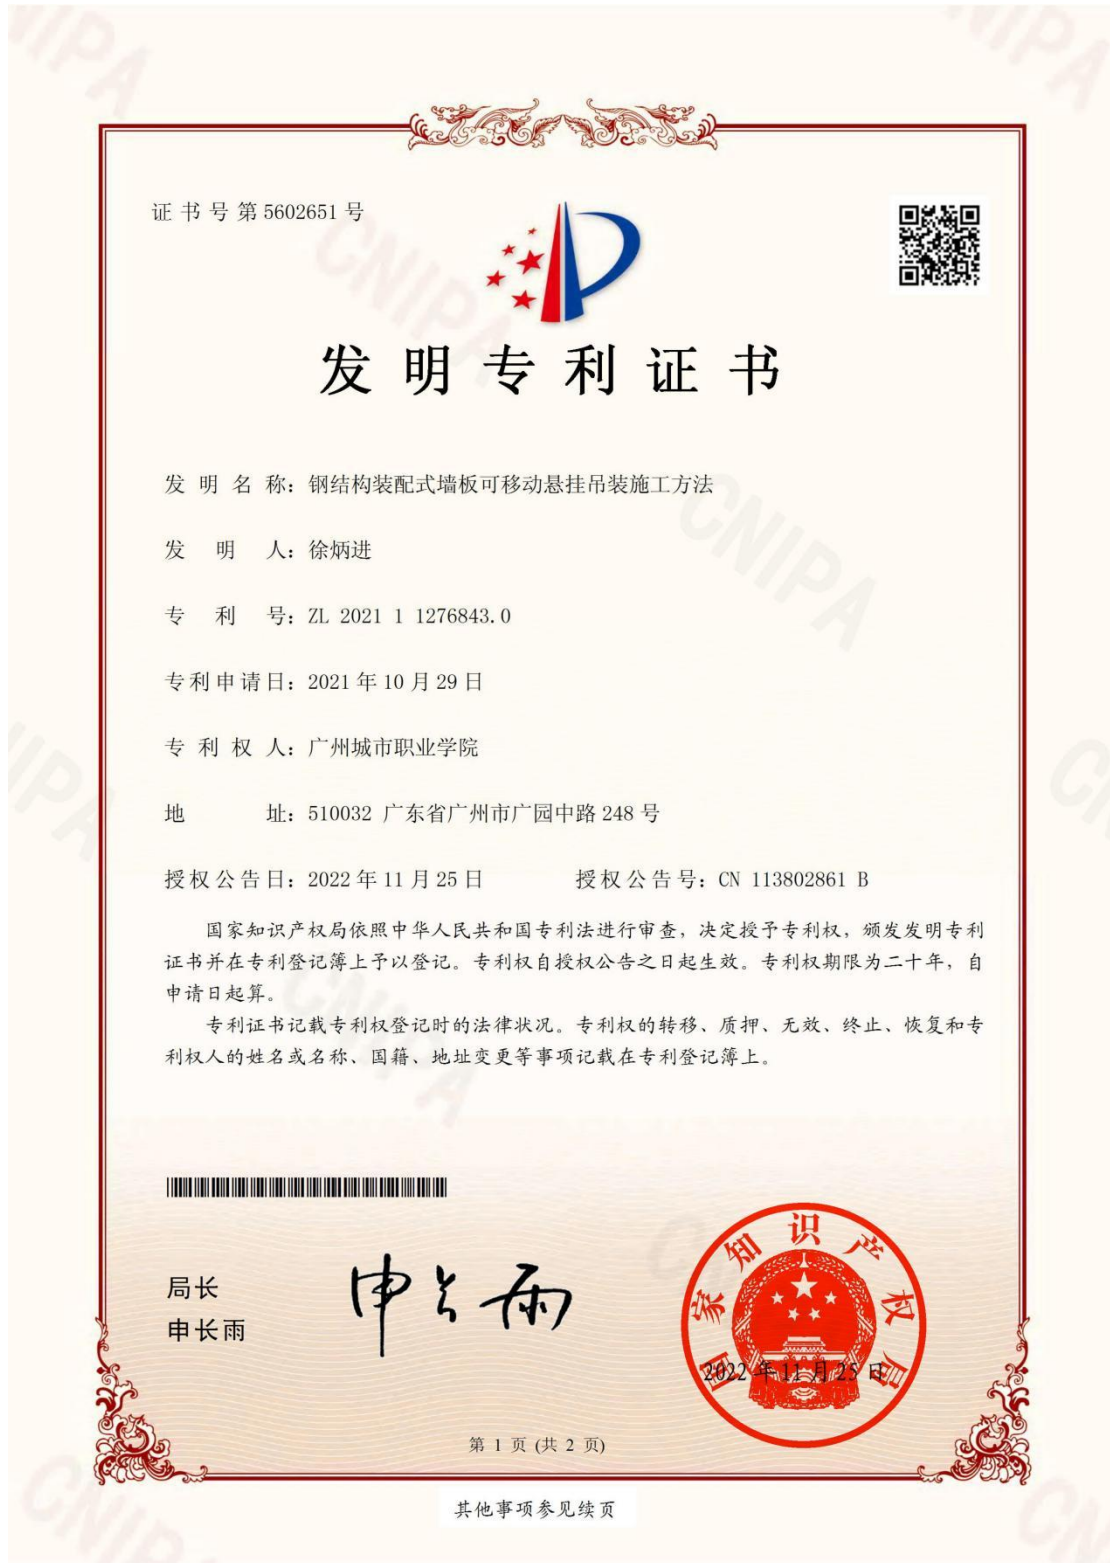 证书号第5602651号
发明专利证书
发明名称：钢结构装配式墙板可移动悬挂吊装施工方法
发明人：徐炳进
专利号：ZL 2021 1 1276843.0
专利申请日：2021年10月29日
专利权人：广州城市职业学院
地址：510032 广东省广州市广园中路248号
授权公告日：2022年11月25日 授权公告号：CN 113802861 B
国家知识产权局依照中华人民共和国专利法进行审查，决定授予专利权，颁发发明专利
证书并在专利登记簿上予以登记。专利权自授权公告之日起生效。专利权期限为二十年，自
申请日起算。
专利证书记载专利权登记时的法律状况。专利权的转移、质押、无效、终止、恢复和专
利权人的姓名或名称、国籍、地址变更等事项记载在专利登记簿上。
局长
申长雨
申长雨
国家知识产权局
2022年11月25日
第 1 页 (共 2 页)
其他事项参见续页
CNIPA
CNIPA
CNIPA
CNIPA
CNIPA
CNIPA